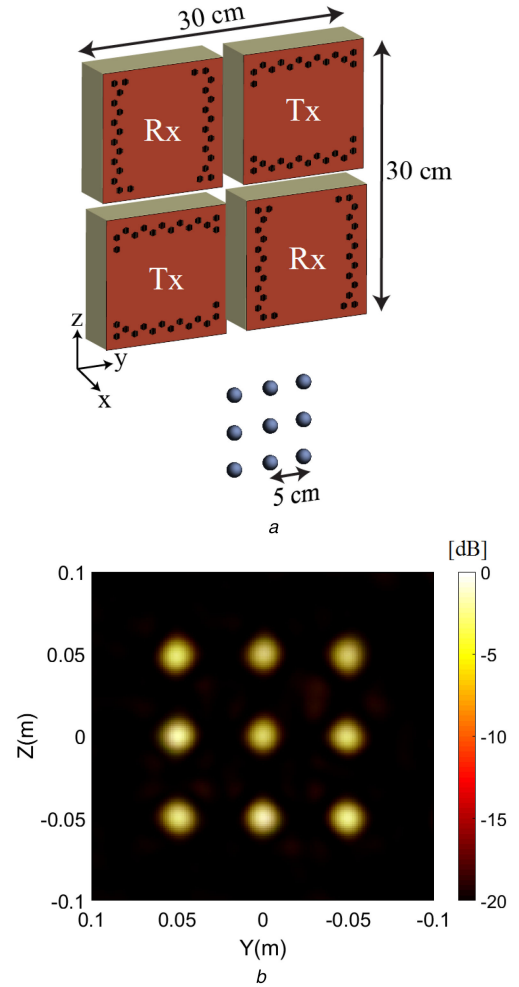 30 cm
Rx
Tx
30 cm
Tx
Rx
z
y
x
5 cm
a
[dB]
0.1
0.05
0
-0.05
-0.1
Z(m)
0.1
0.05
0
-0.05
-0.1
Y(m)
0
-5
-10
-15
-20
b